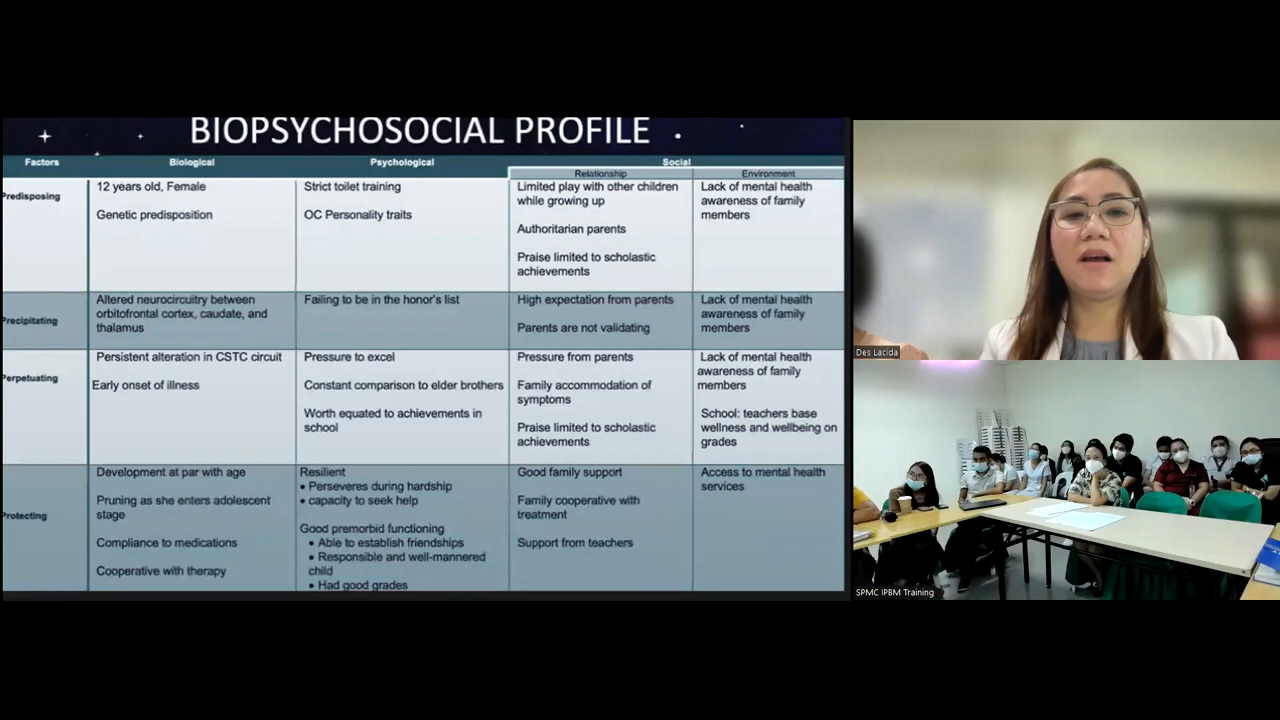 BIOPSYCHOSOCIAL PROFILE
Factors
Biological
Psychological
Social
Relationship
Environment
Predisposing
12 years old, Female
Genetic predisposition
Strict toilet training
OC Personality traits
Limited play with other children
while growing up
Authoritarian parents
Praise limited to scholastic
achievements
Lack of mental health
awareness of family
members
Precipitating
Altered neurocircuitry between
orbitofrontal cortex, caudate, and
thalamus
Failing to be in the honor's list
High expectation from parents
Parents are not validating
Lack of mental health
awareness of family
members
Perpetuating
Persistent alteration in CSTC circuit
Early onset of illness
Pressure to excel
Constant comparison to elder brothers
Worth equated to achievements in
school
Pressure from parents
Family accommodation of
symptoms
Praise limited to scholastic
achievements
Lack of mental health
awareness of family
members
School: teachers base
wellness and wellbeing on
grades
Protecting
Development at par with age
Pruning as she enters adolescent
stage
Compliance to medications
Cooperative with therapy
Resilient
• Perseveres during hardship
• capacity to seek help
Good premorbid functioning
• Able to establish friendships
• Responsible and well-mannered
child
• Had good grades
Good family support
Family cooperative with
treatment
Support from teachers
Access to mental health
services
Des Lacida
SPMC IPBM Training